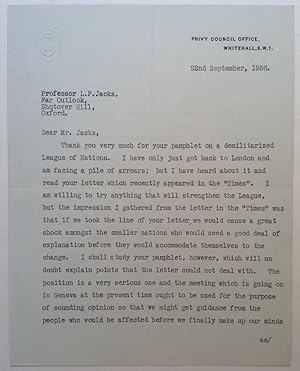 PRIVY COUNCIL OFFICE,
WHITEHALL, S.W.1.
22nd September, 1936.
Professor L.P.Jacks,
Far Outlook,
Shotover Hill,
Oxford.
Dear Mr. Jacks,
Thank you very much for your pamphlet on a demilitarized
League of Nations. I have only just got back to London and
am facing a pile of arrears; but I have heard about it and
read your letter which recently appeared in the "Times". I
am willing to try anything that will strengthen the League,
but the impression I gathered from the letter in the "Times" was
that if we took the line of your letter we would cause a great
shock amongst the smaller nations who would need a good deal of
explanation before they would accommodate themselves to the
change. I shall study your pamphlet, however, which will no
doubt explain points that the letter could not deal with. The
position is a very serious one and the meeting which is going on
in Geneva at the present time ought to be used for the purpose
of sounding opinion so that we might get guidance from the
people who would be affected before we finally make up our minds
as/